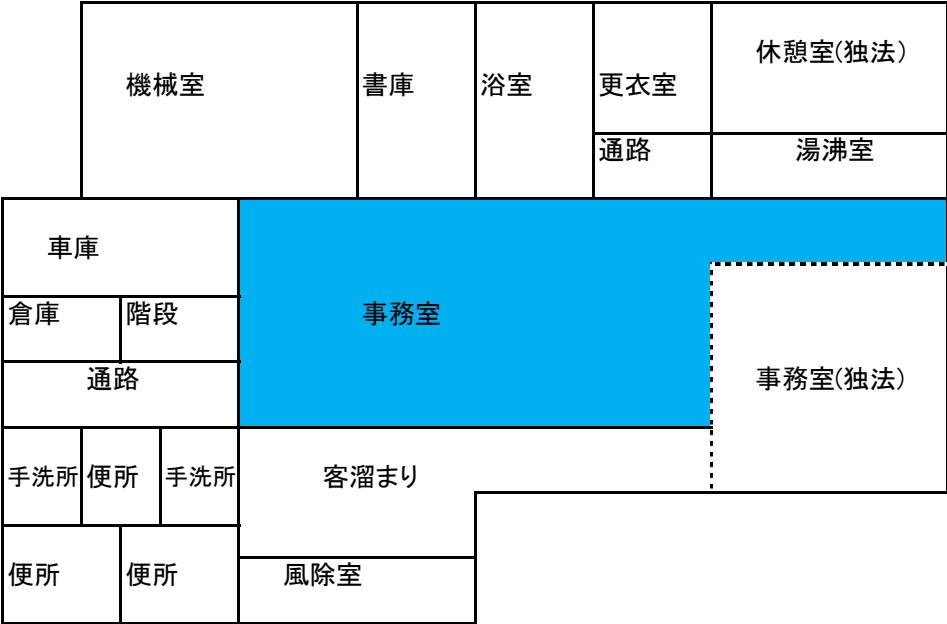 休憩室(独法)
機械室
書庫
浴室
更衣室
通路
湯沸室
車庫
倉庫
階段
事務室
通路
事務室(独法)
手洗所
便所
手洗所
客溜まり
便所
便所
風除室